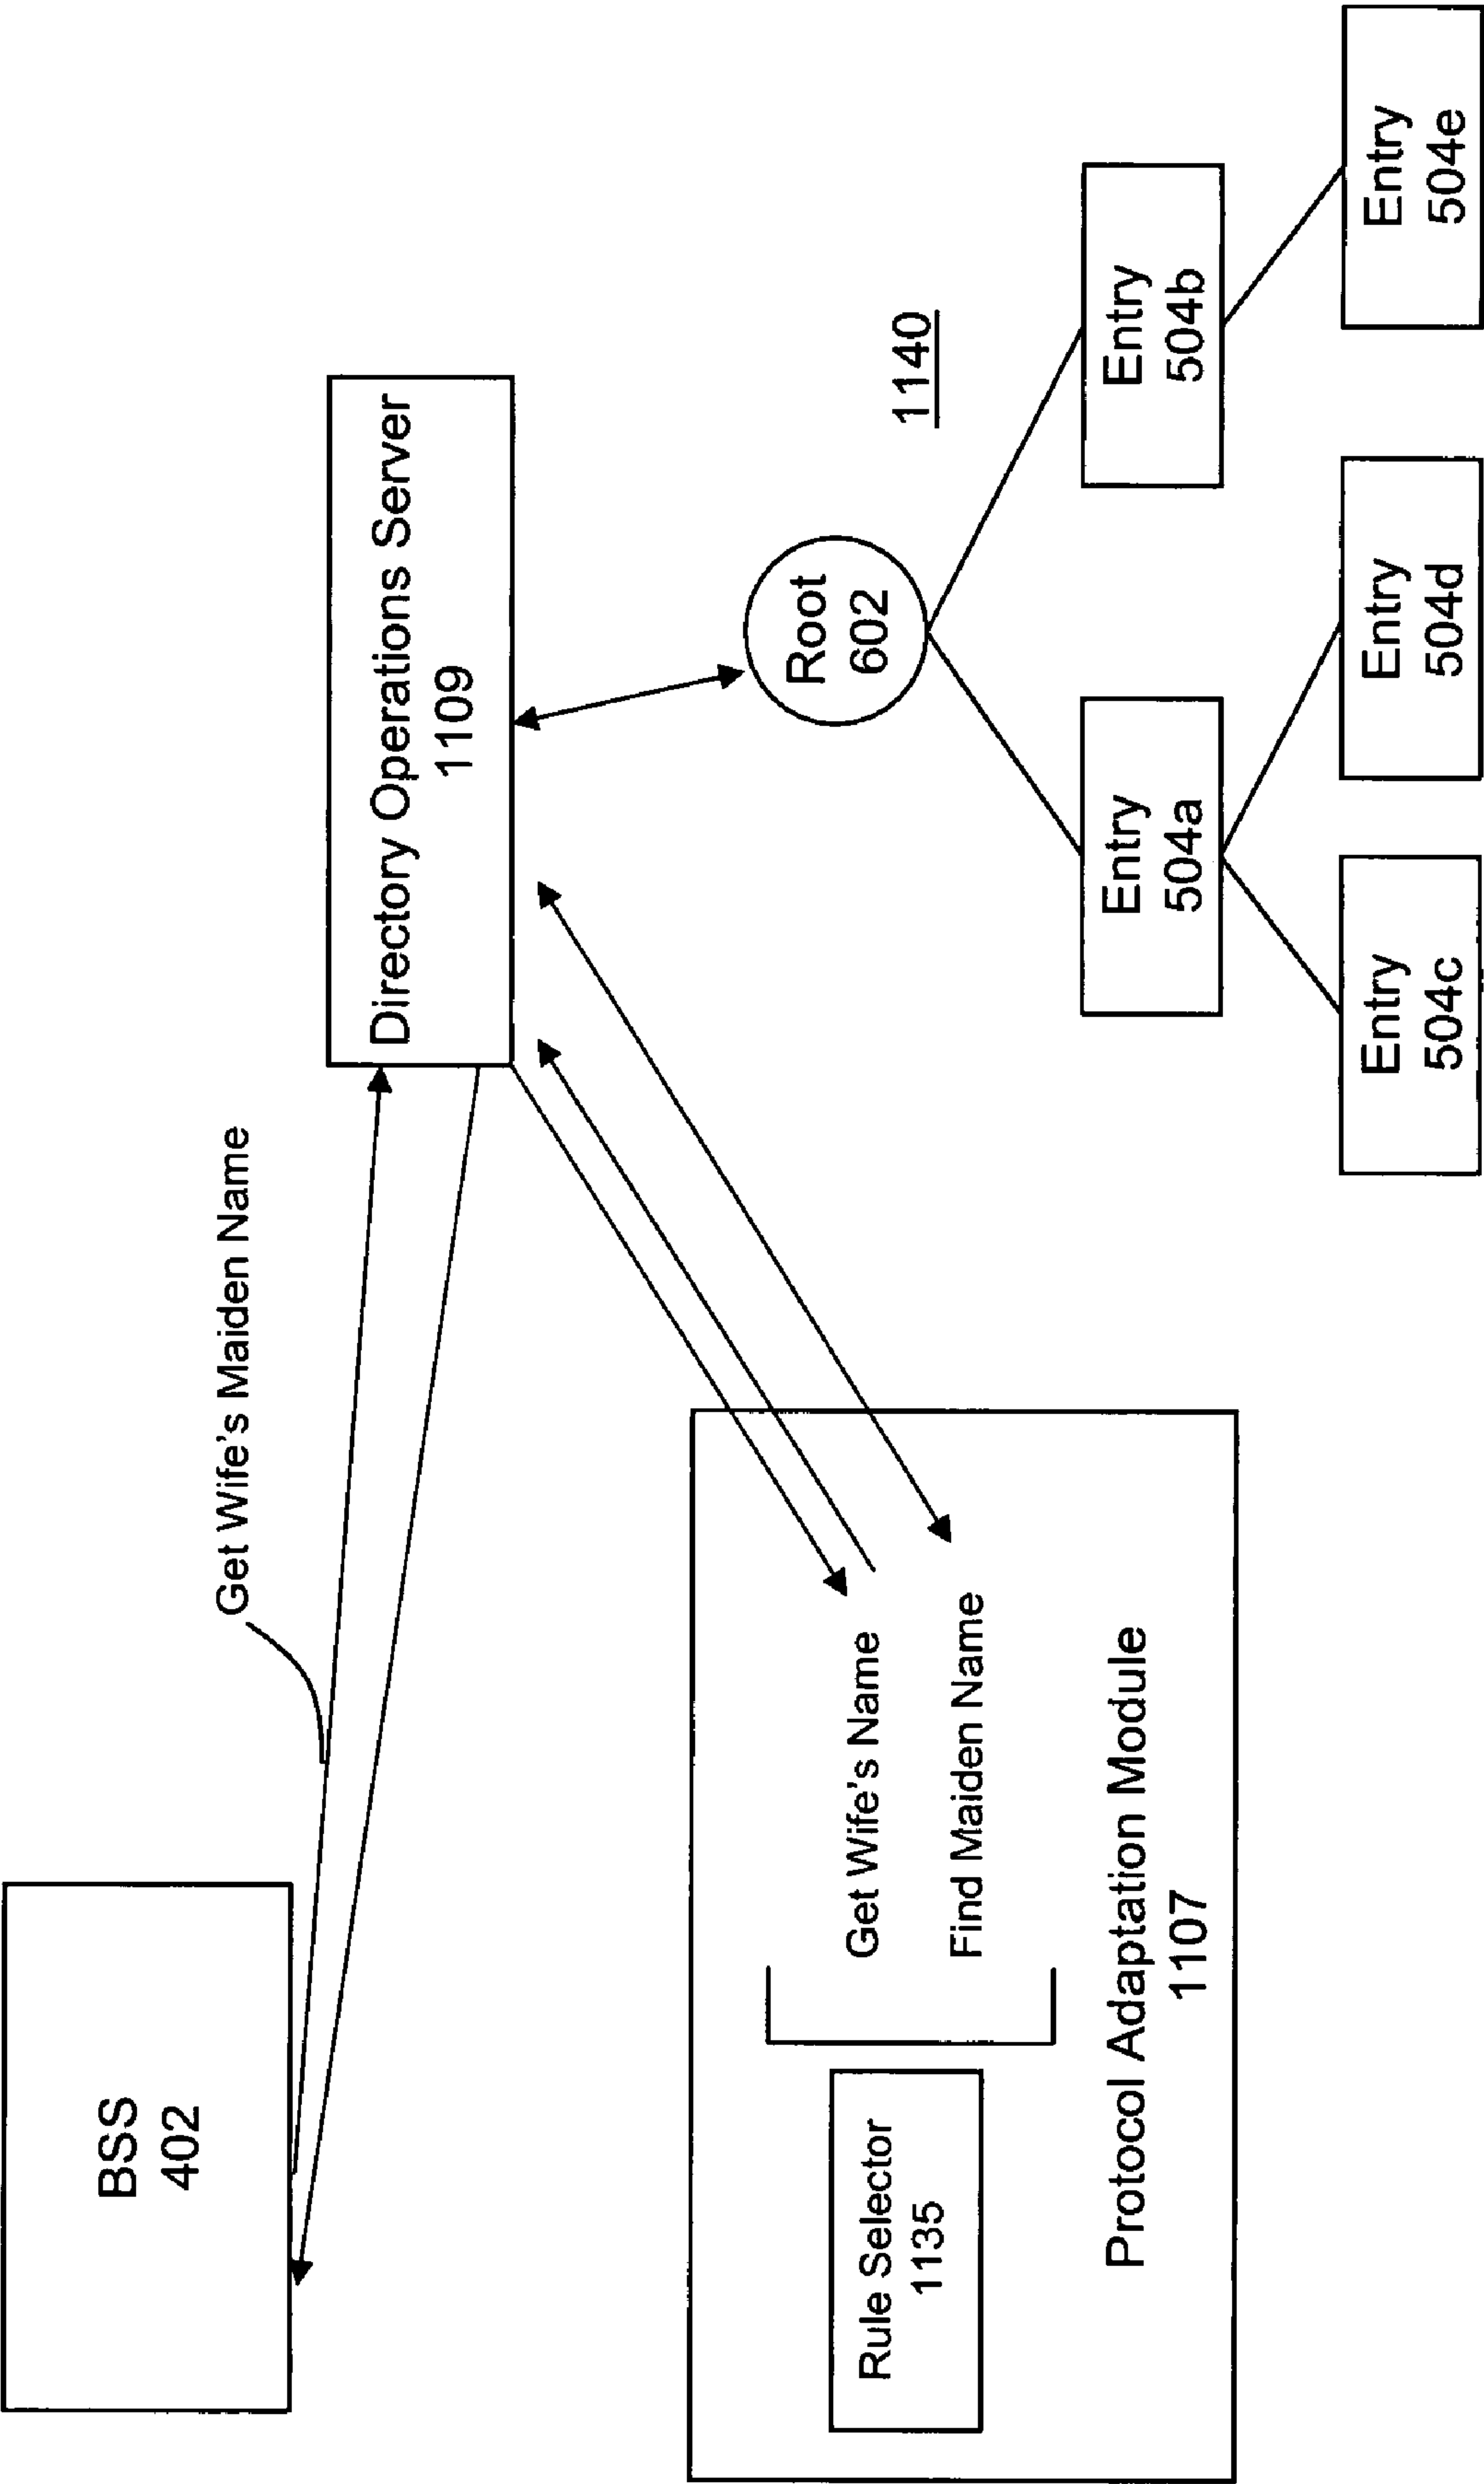 BSS
402
Get Wife's Maiden Name
Directory Operations Server
1109
Rule Selector
1135
Get Wife's Name
Find Maiden Name
Protocol Adaptation Module
1107
Root
602
1140
Entry
504a
Entry
504b
Entry
504c
Entry
504d
Entry
504e